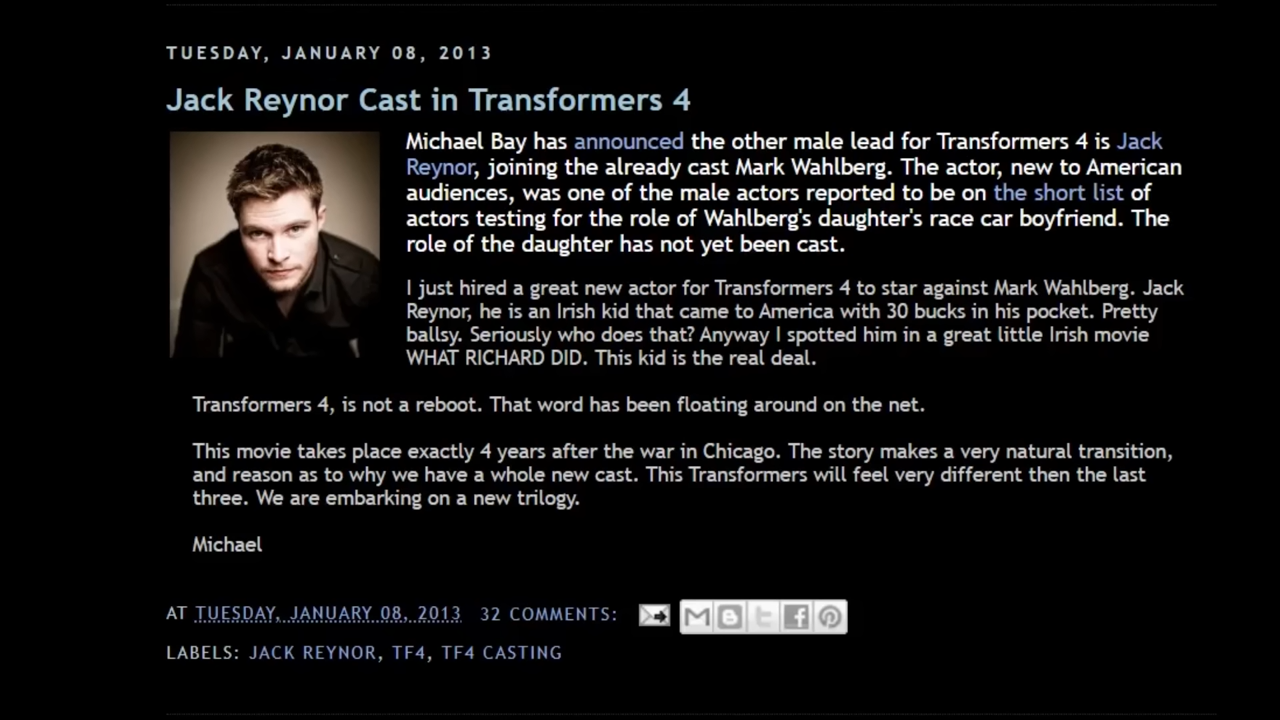 TUESDAY, JANUARY 08, 2013
Jack Reynor Cast in Transformers 4
Michael Bay has announced the other male lead for Transformers 4 is Jack
Reynor, joining the already cast Mark Wahlberg. The actor, new to American
audiences, was one of the male actors reported to be on the short list of
actors testing for the role of Wahlberg's daughter's race car boyfriend. The
role of the daughter has not yet been cast.
I just hired a great new actor for Transformers 4 to star against Mark Wahlberg. Jack
Reynor, he is an Irish kid that came to America with 30 bucks in his pocket. Pretty
ballsy. Seriously who does that? Anyway I spotted him in a great little Irish movie
WHAT RICHARD DID. This kid is the real deal.
Transformers 4, is not a reboot. That word has been floating around on the net.
This movie takes place exactly 4 years after the war in Chicago. The story makes a very natural transition,
and reason as to why we have a whole new cast. This Transformers will feel very different then the last
three. We are embarking on a new trilogy.
Michael
AT TUESDAY, JANUARY 08, 2013 32 COMMENTS:
LABELS: JACK REYNOR, TF4, TF4 CASTING